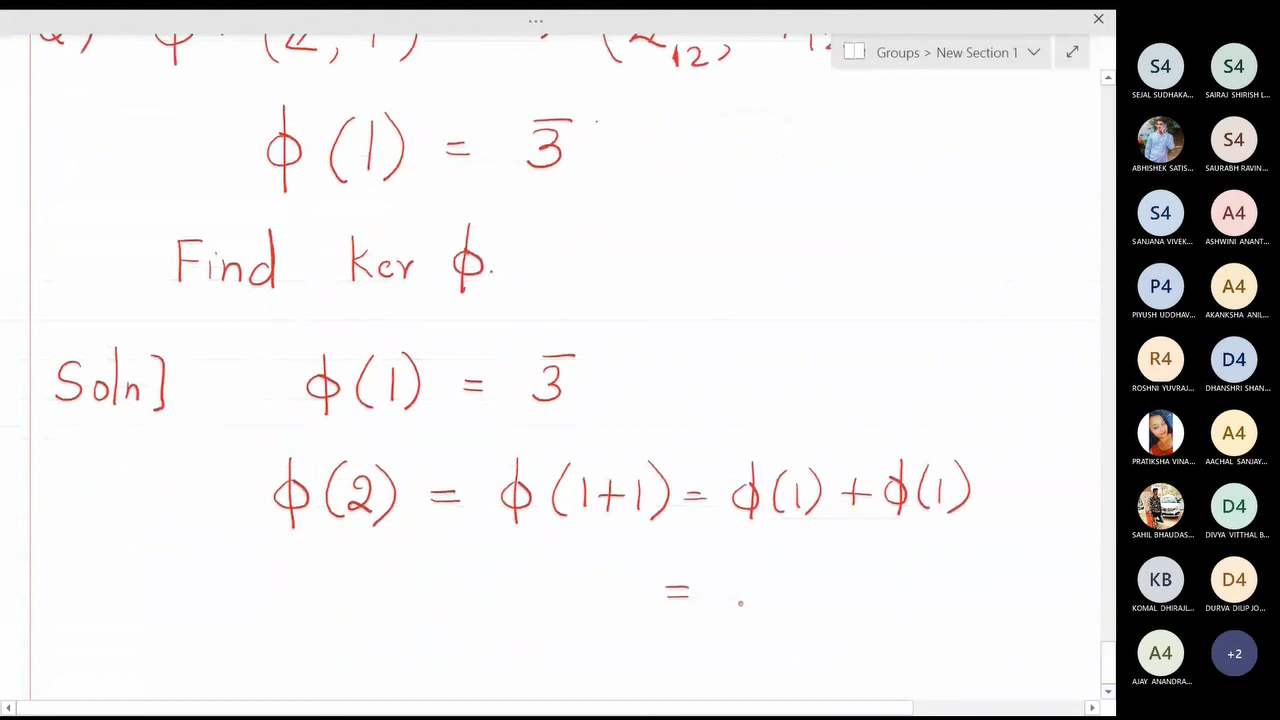 Groups > New Section 1
ϕ (1) = 3̅
Find ker ϕ.
Soln] ϕ(1) = 3̅
ϕ(2) = ϕ(1+1) = ϕ(1) + ϕ(1)
=
S4 S4
SEJAL SUDHAKA... SAIRAJ SHIRISH L...
S4
ABHISHEK SATIS... SAURABH RAVIN...
S4 A4
SANJANA VIVEK... ASHWINI ANANT...
P4 A4
PIYUSH UDDHAV... AKANKSHA ANIL...
R4 D4
ROSHNI YUVRAJ... DHANSHRI SHAN...
A4
PRATIKSHA VINA... AACHAL SANJAY...
D4
SAHIL BHAUDAS... DIVYA VITTHAL B...
KB D4
KOMAL DHIRAJL... DURVA DILIP JO...
A4 +2
AJAY ANANDRA...